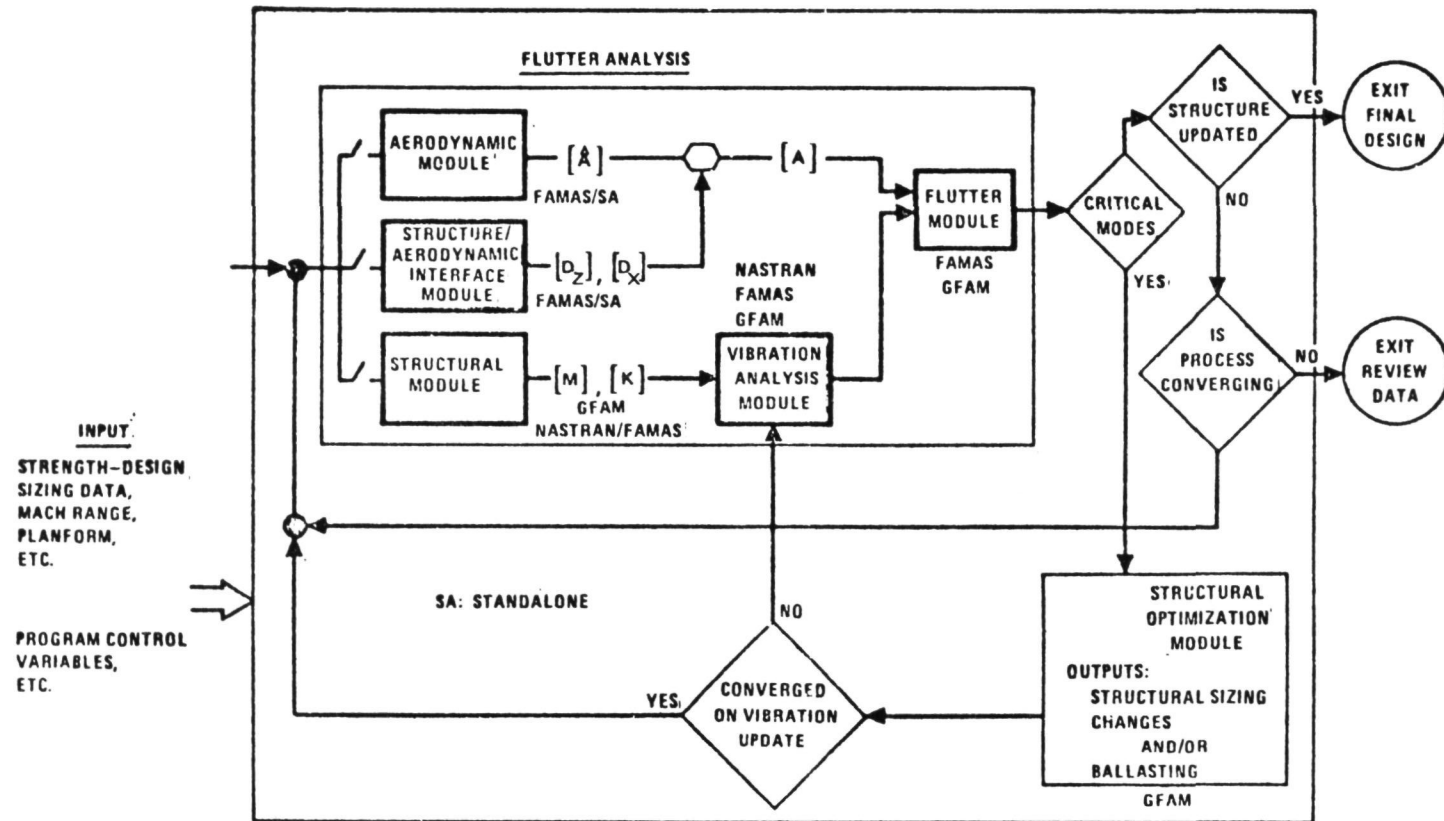 FLUTTER ANALYSIS
AERODYNAMIC
MODULE
[Â]
FAMAS/SA
[A]
STRUCTURE/
AERODYNAMIC
INTERFACE
MODULE
[D_Z], [D_X]
FAMAS/SA
STRUCTURAL
MODULE
[M], [K]
GFAM
NASTRAN/FAMAS
NASTRAN
FAMAS
GFAM
VIBRATION
ANALYSIS
MODULE
FLUTTER
MODULE
FAMAS
GFAM
CRITICAL
MODES
YES
IS
STRUCTURE
UPDATED
YES
EXIT
FINAL
DESIGN
NO
IS
PROCESS
CONVERGING
NO
EXIT
REVIEW
DATA
INPUT
STRENGTH-DESIGN
SIZING DATA,
MACH RANGE,
PLANFORM,
ETC.
PROGRAM CONTROL
VARIABLES,
ETC.
SA: STANDALONE
NO
YES
CONVERGED
ON VIBRATION
UPDATE
STRUCTURAL
OPTIMIZATION
MODULE
OUTPUTS:
STRUCTURAL SIZING
CHANGES
AND/OR
BALLASTING
GFAM